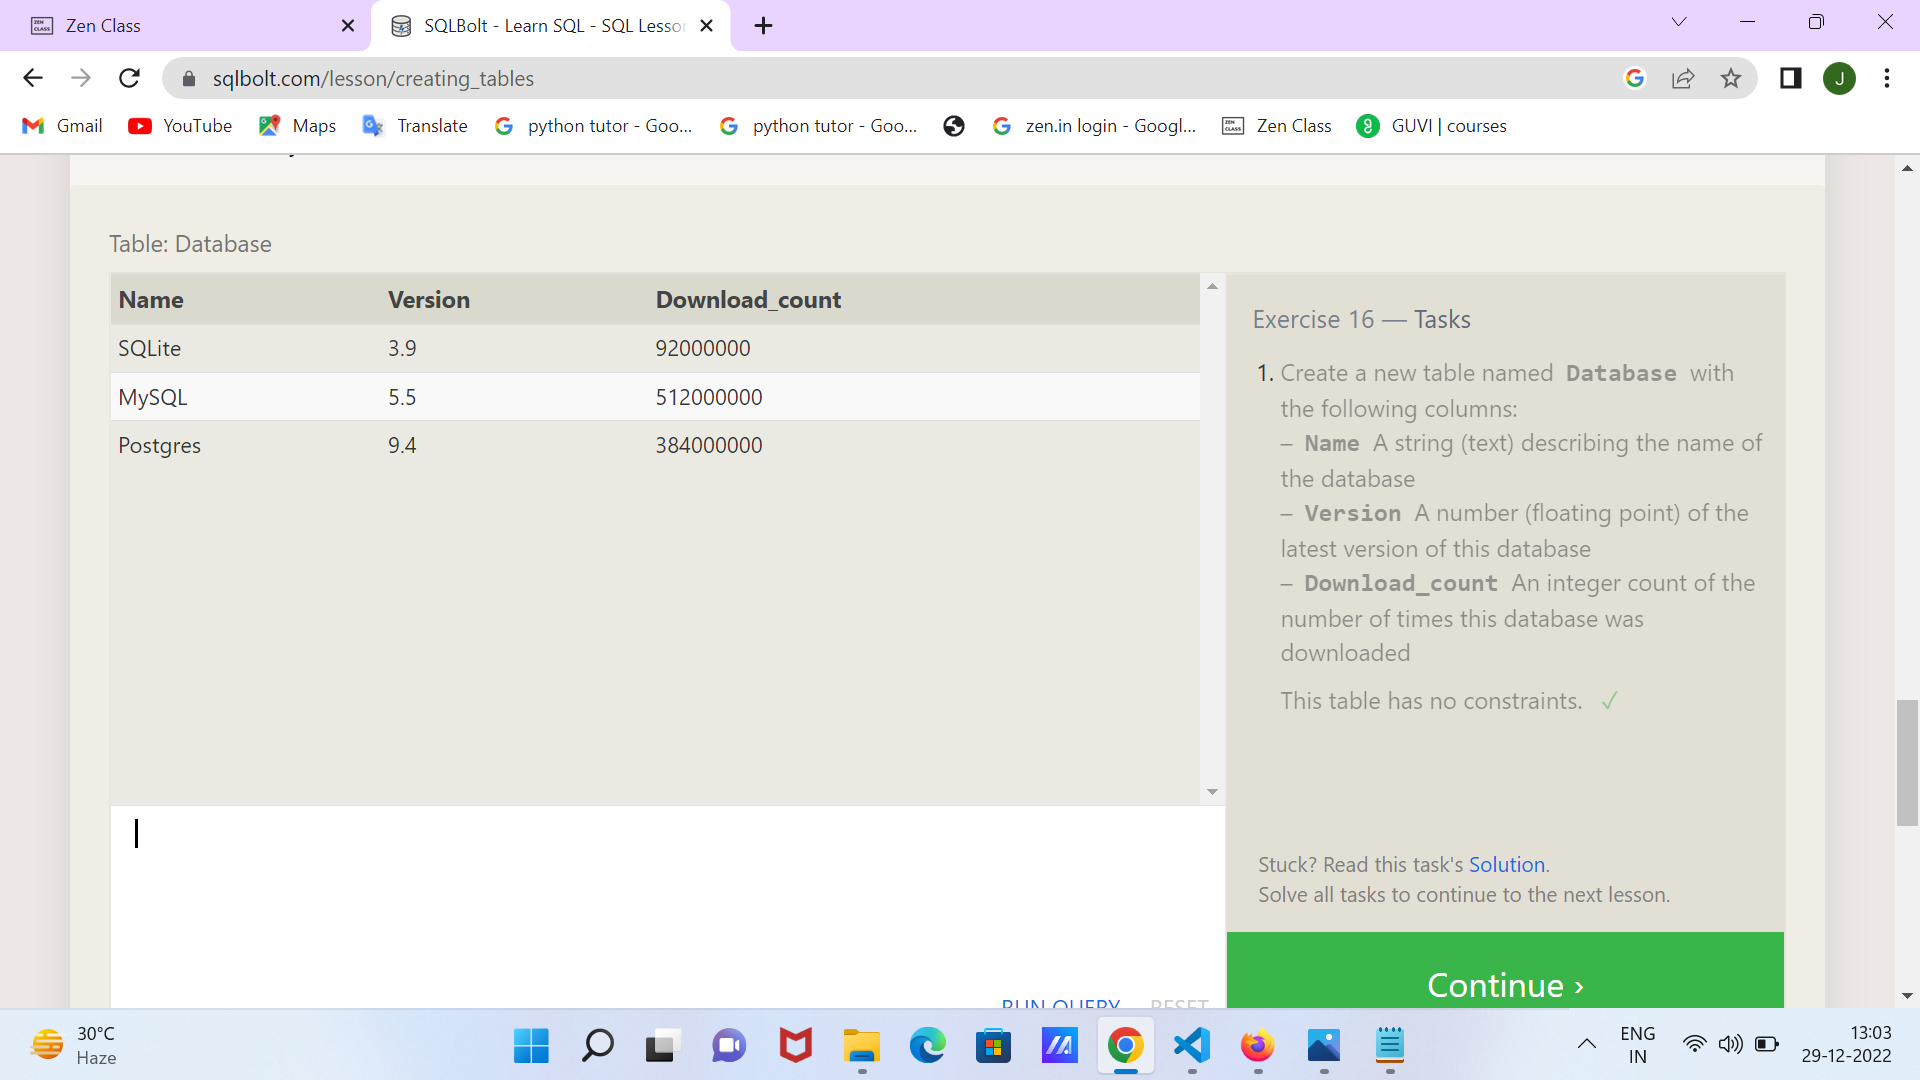 Zen Class
SQLBolt - Learn SQL - SQL Lesso
sqlbolt.com/lesson/creating_tables
J
Gmail
YouTube
Maps
Translate
python tutor - Goo...
python tutor - Goo...
zen.in login - Googl...
Zen Class
GUVI | courses
Table: Database
Name Version Download_count
SQLite 3.9 92000000
MySQL 5.5 512000000
Postgres 9.4 384000000
Exercise 16 — Tasks
1. Create a new table named Database with
the following columns:
– Name A string (text) describing the name of
the database
– Version A number (floating point) of the
latest version of this database
– Download_count An integer count of the
number of times this database was
downloaded
This table has no constraints. ✓
Stuck? Read this task's Solution.
Solve all tasks to continue to the next lesson.
RUN QUERY RESET
Continue ›
30°C
Haze
ENG
IN
13:03
29-12-2022